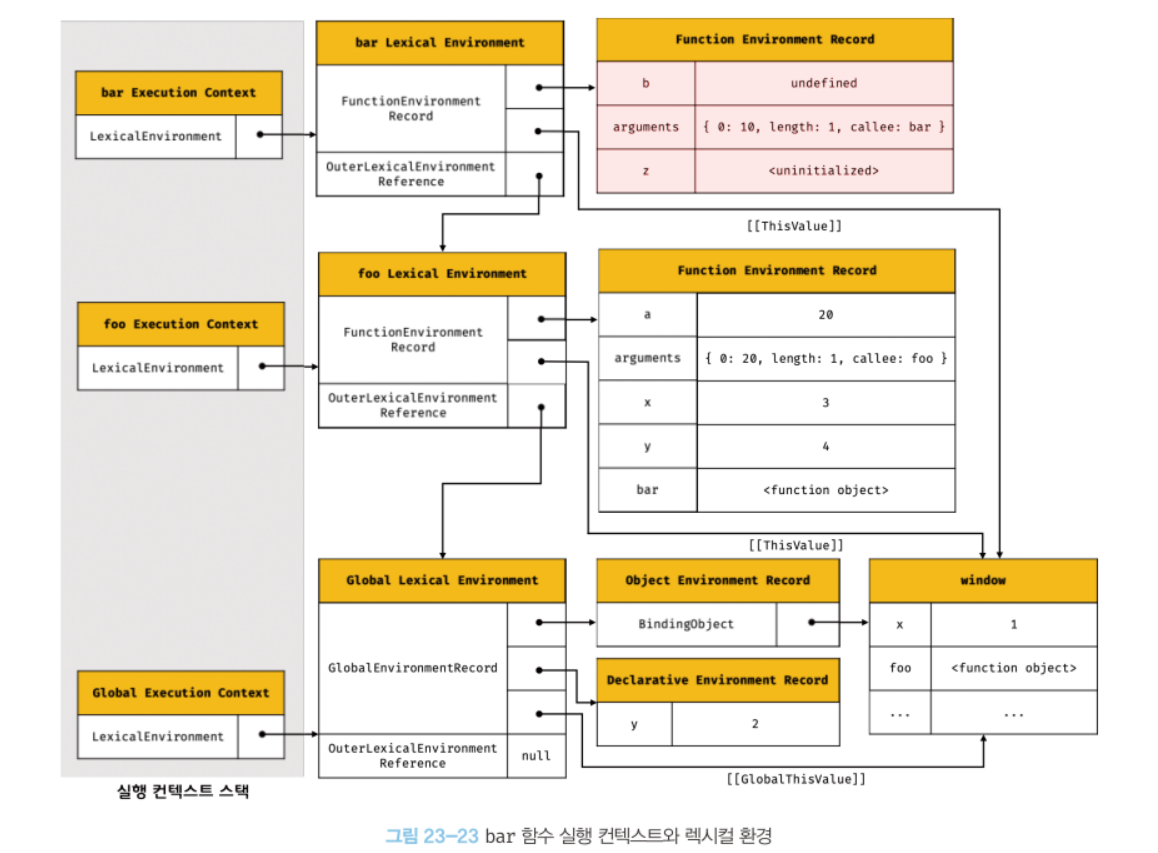 bar Execution Context
LexicalEnvironment
bar Lexical Environment
FunctionEnvironment
Record
OuterLexicalEnvironment
Reference
Function Environment Record
b undefined
arguments { 0: 10, length: 1, callee: bar }
z <uninitialized>
[[ThisValue]]
foo Execution Context
LexicalEnvironment
foo Lexical Environment
FunctionEnvironment
Record
OuterLexicalEnvironment
Reference
Function Environment Record
a 20
arguments { 0: 20, length: 1, callee: foo }
x 3
y 4
bar <function object>
[[ThisValue]]
Global Execution Context
LexicalEnvironment
Global Lexical Environment
GlobalEnvironmentRecord
OuterLexicalEnvironment
Reference
null
Object Environment Record
BindingObject
Declarative Environment Record
y 2
window
x 1
foo <function object>
... ...
[[GlobalThisValue]]
실행 컨텍스트 스택
그림 23-23 bar 함수 실행 컨텍스트와 렉시컬 환경